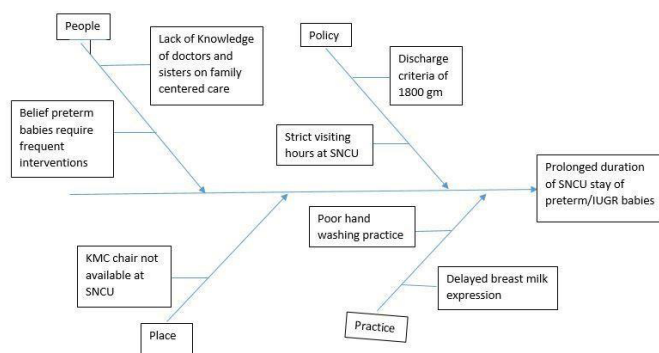 People
Lack of Knowledge
of doctors and
sisters on family
centered care
Belief preterm
babies require
frequent
interventions
Policy
Discharge
criteria of
1800 gm
Strict visiting
hours at SNCU
Prolonged duration
of SNCU stay of
preterm/IUGR babies
KMC chair not
available at
SNCU
Place
Poor hand
washing practice
Delayed breast milk
expression
Practice